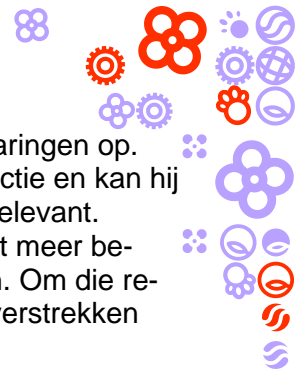 aringen op.
ctie en kan hij
elevant.
t meer be-
n. Om die re-
verstrekken